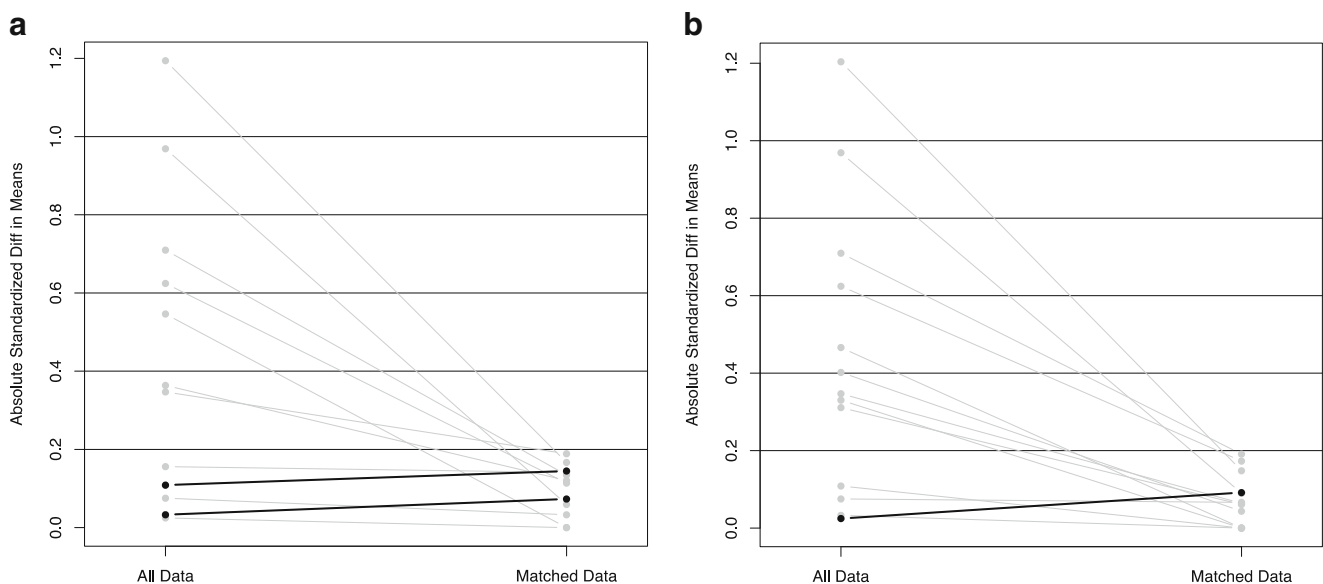 a
Absolute Standardized Diff in Means
1.2
1.0
0.8
0.6
0.4
0.2
0.0
All Data
Matched Data
b
Absolute Standardized Diff in Means
1.2
1.0
0.8
0.6
0.4
0.2
0.0
All Data
Matched Data